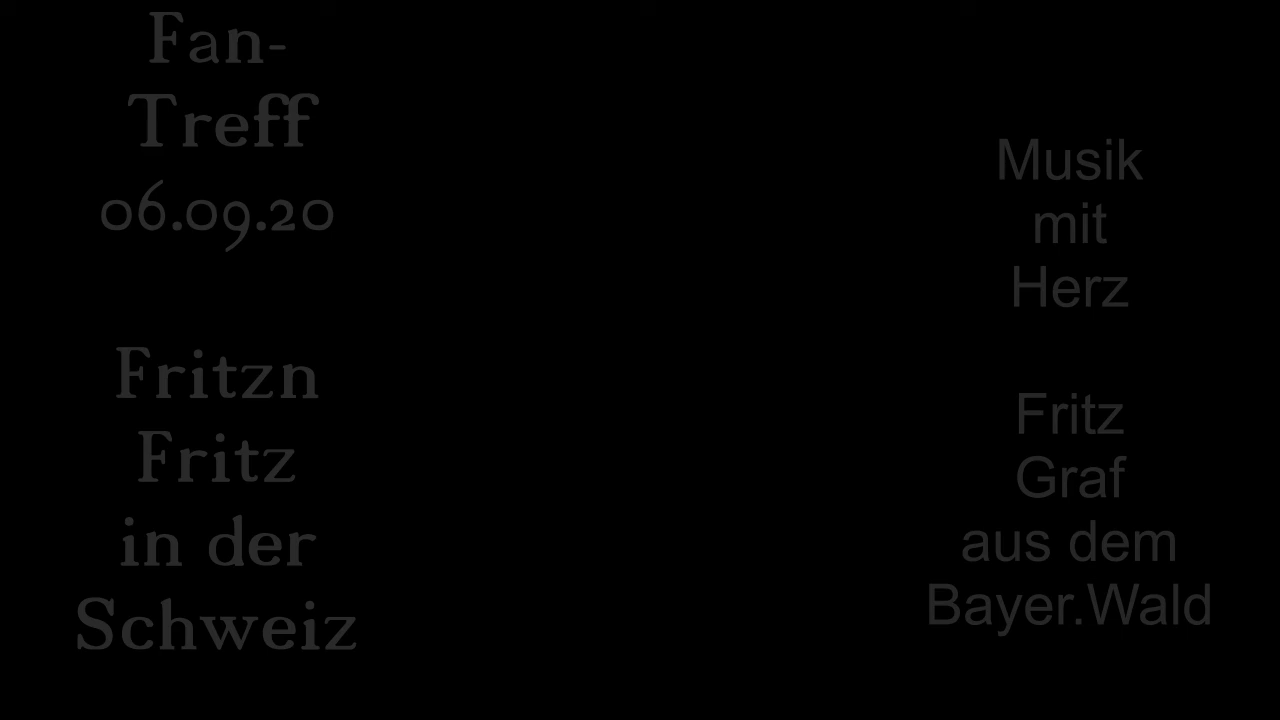 Fan-
Treff
06.09.20
Fritzn
Fritz
in der
Schweiz
Musik
mit
Herz
Fritz
Graf
aus dem
Bayer.Wald